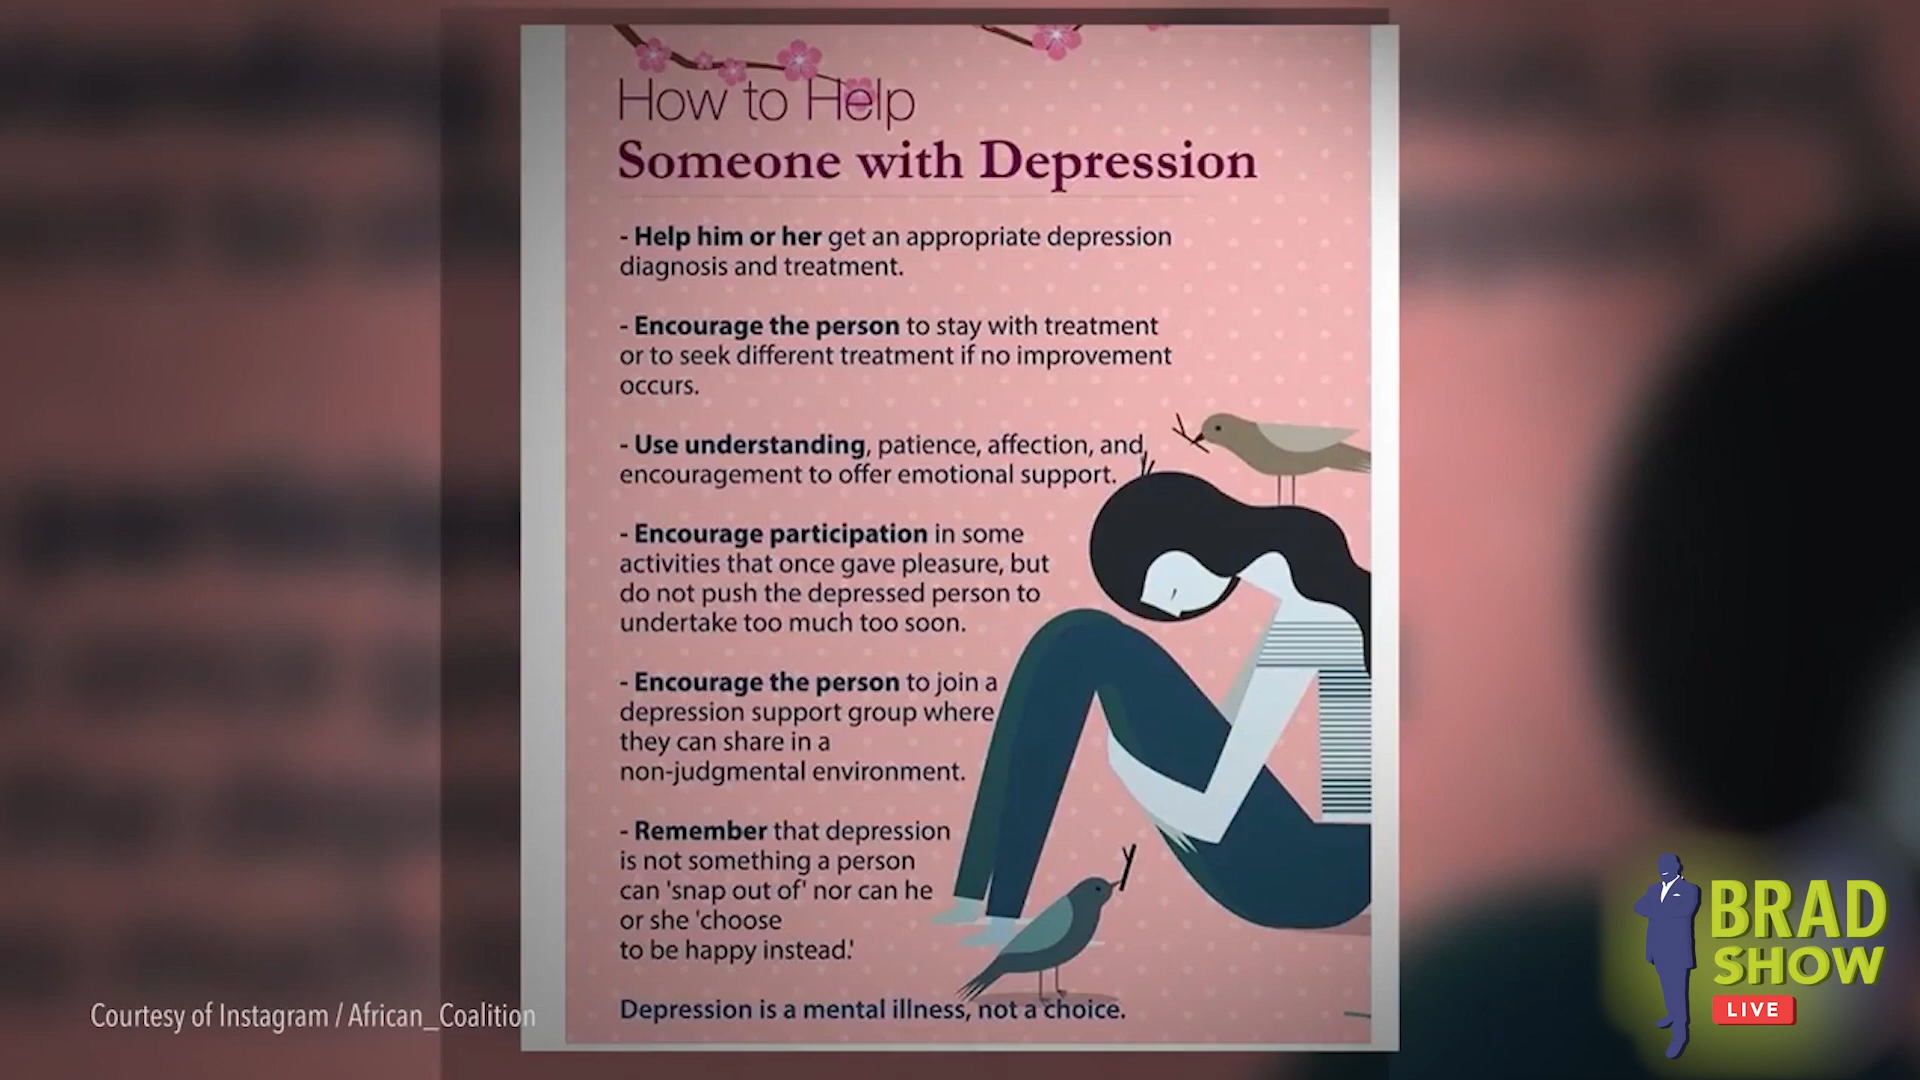 How to Help
Someone with Depression
- Help him or her get an appropriate depression
diagnosis and treatment.
- Encourage the person to stay with treatment
or to seek different treatment if no improvement
occurs.
- Use understanding, patience, affection, and
encouragement to offer emotional support.
- Encourage participation in some
activities that once gave pleasure, but
do not push the depressed person to
undertake too much too soon.
- Encourage the person to join a
depression support group where
they can share in a
non-judgmental environment.
- Remember that depression
is not something a person
can 'snap out of' nor can he
or she 'choose
to be happy instead.'
Depression is a mental illness, not a choice.
Courtesy of Instagram / African_Coalition
BRAD
SHOW
LIVE